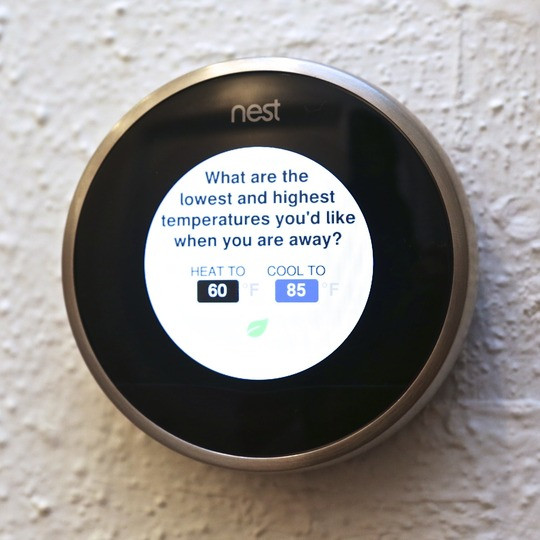 nest
What are the
lowest and highest
temperatures you'd like
when you are away?
HEAT TO COOL TO
60 °F 85 °F